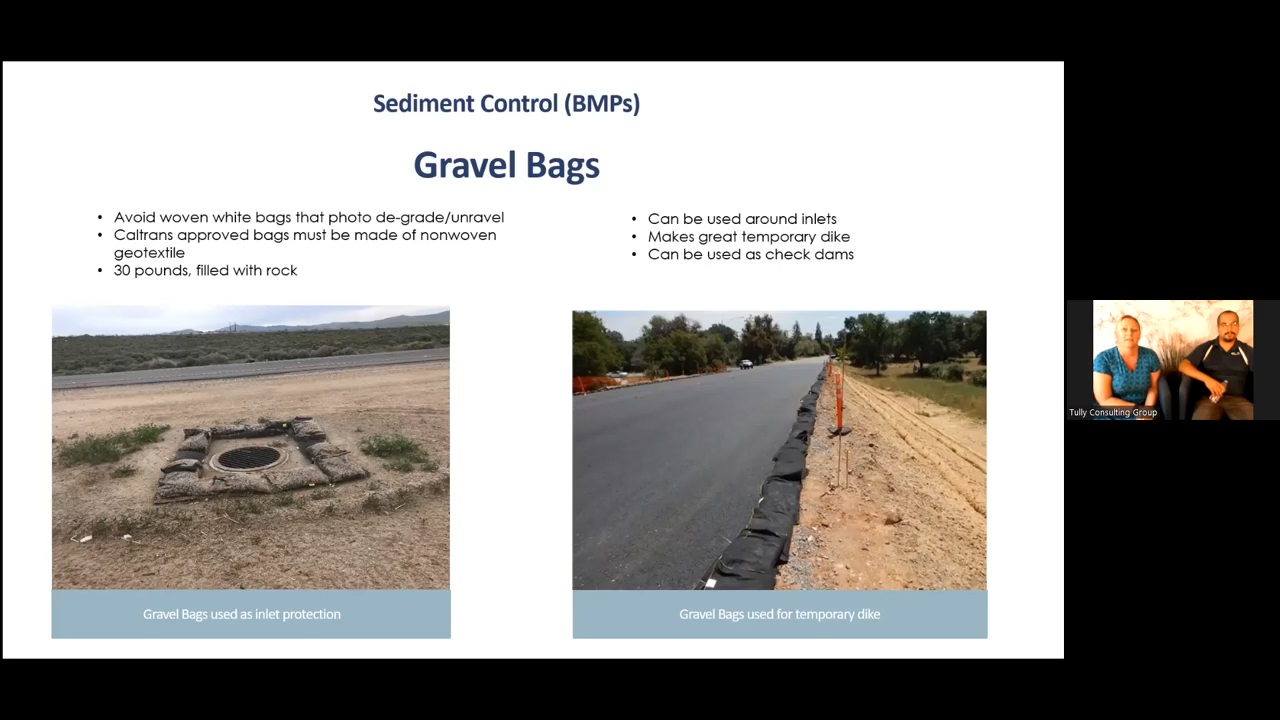 Sediment Control (BMPs)
Gravel Bags
• Avoid woven white bags that photo de-grade/unravel
• Caltrans approved bags must be made of nonwoven
geotextile
• 30 pounds, filled with rock
• Can be used around inlets
• Makes great temporary dike
• Can be used as check dams
Gravel Bags used as inlet protection
Gravel Bags used for temporary dike
Tully Consulting Group